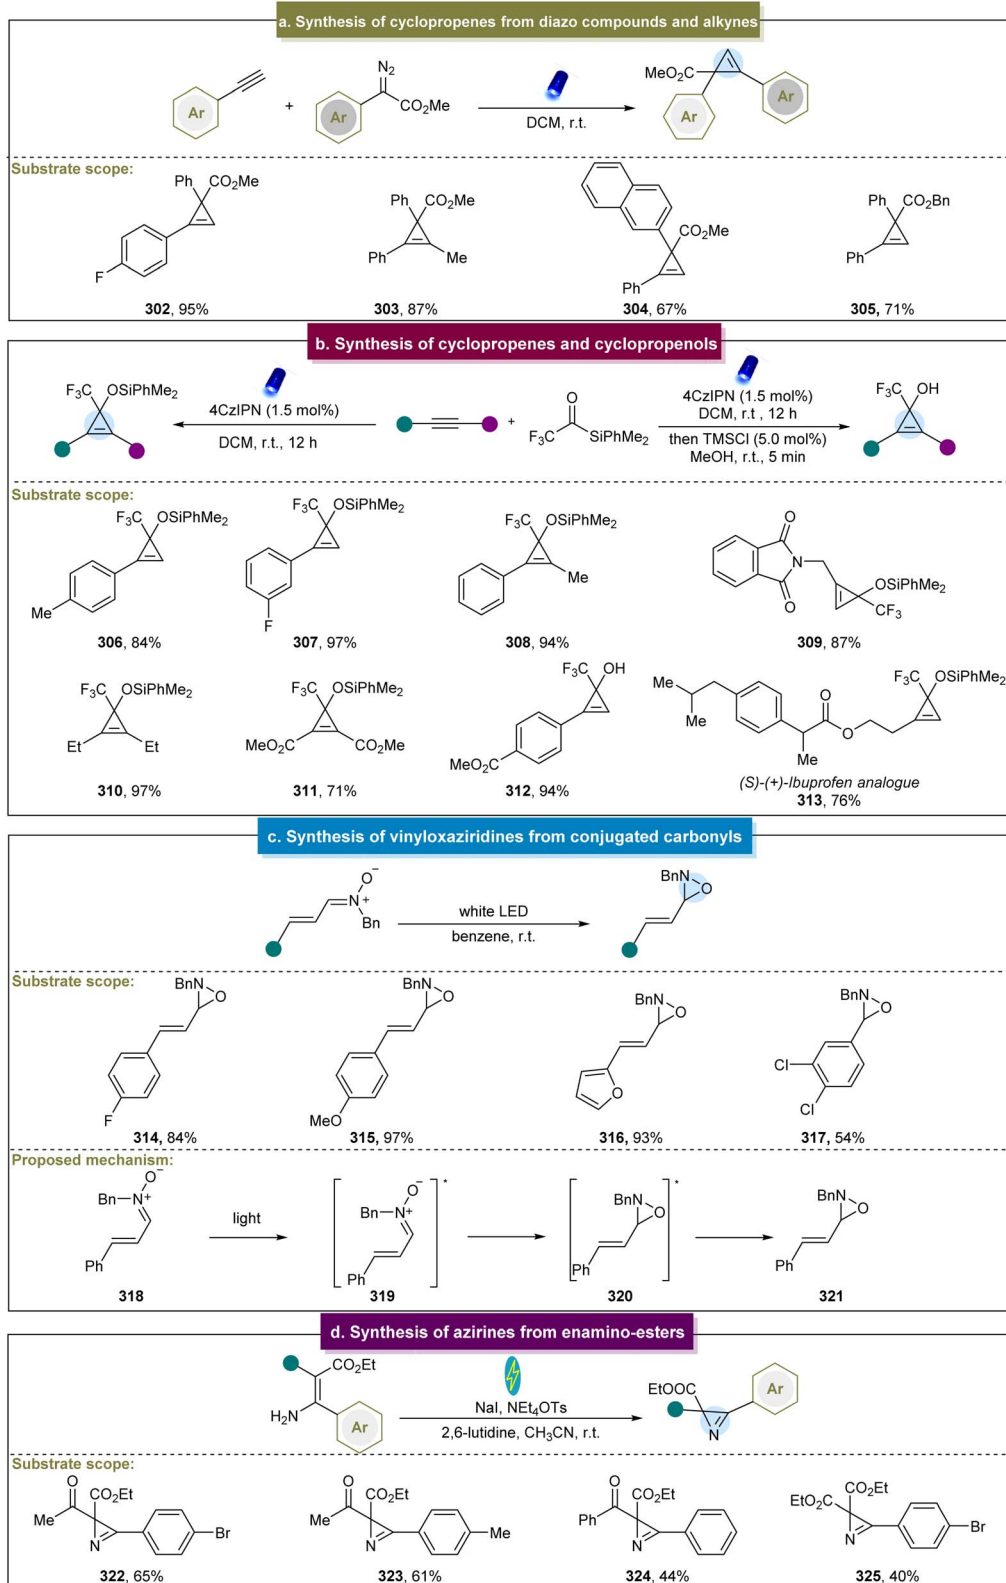 a. Synthesis of cyclopropenes from diazo compounds and alkynes
Ar
+
N2
Ar
CO2Me
DCM, r.t.
MeO2C
Ar
Ar
Substrate scope:
Ph
CO2Me
F
302, 95%
Ph
CO2Me
Ph
Me
303, 87%
CO2Me
Ph
304, 67%
Ph
CO2Bn
Ph
305, 71%
b. Synthesis of cyclopropenes and cyclopropenols
F3C OSiPhMe2
4CzIPN (1.5 mol%)
DCM, r.t., 12 h
+
O
F3C
SiPhMe2
4CzIPN (1.5 mol%)
DCM, r.t , 12 h
then TMSCl (5.0 mol%)
MeOH, r.t., 5 min
F3C OH
Substrate scope:
F3C OSiPhMe2
Me
306, 84%
F3C OSiPhMe2
F
307, 97%
F3C OSiPhMe2
Me
308, 94%
O
N
O
OSiPhMe2
CF3
309, 87%
F3C OSiPhMe2
Et
Et
310, 97%
F3C OSiPhMe2
MeO2C
CO2Me
311, 71%
F3C OH
MeO2C
312, 94%
Me
Me
O
O
Me
F3C OSiPhMe2
(S)-(+)-Ibuprofen analogue
313, 76%
c. Synthesis of vinyloxaziridines from conjugated carbonyls
O−
N+
Bn
white LED
benzene, r.t.
BnN
O
Substrate scope:
BnN
O
F
314, 84%
BnN
O
MeO
315, 97%
BnN
O
O
316, 93%
BnN
O
Cl
Cl
317, 54%
Proposed mechanism:
O−
Bn N+
Ph
318
light
O−
Bn N+
Ph
*
319
BnN
O
Ph
*
320
BnN
O
Ph
321
d. Synthesis of azirines from enamino-esters
CO2Et
H2N
Ar
NaI, NEt4OTs
2,6-lutidine, CH3CN, r.t.
EtOOC
N
Ar
Substrate scope:
O
CO2Et
Me
N
Br
322, 65%
O
CO2Et
Me
N
Me
323, 61%
O
CO2Et
Ph
N
324, 44%
CO2Et
EtO2C
N
Br
325, 40%